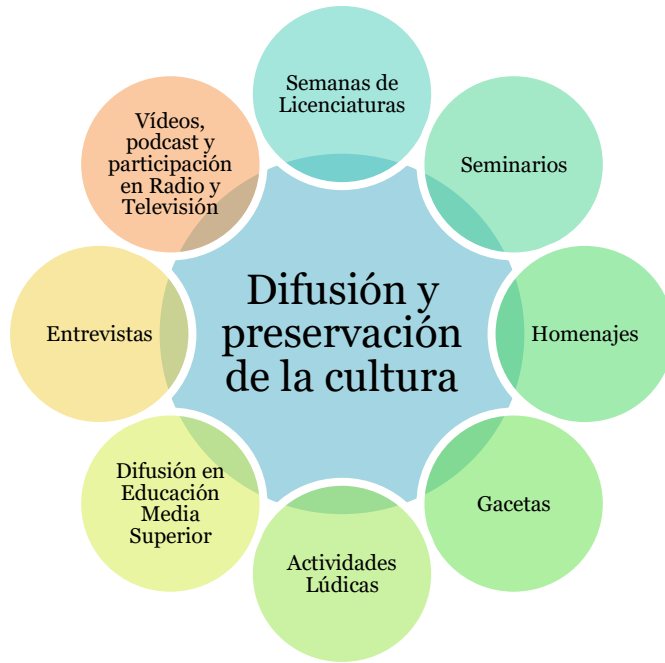 Semanas de
Licenciaturas
Seminarios
Homenajes
Gacetas
Actividades
Lúdicas
Difusión en
Educación
Media
Superior
Entrevistas
Vídeos,
podcast y
participación
en Radio y
Televisión
Difusión y
preservación
de la cultura